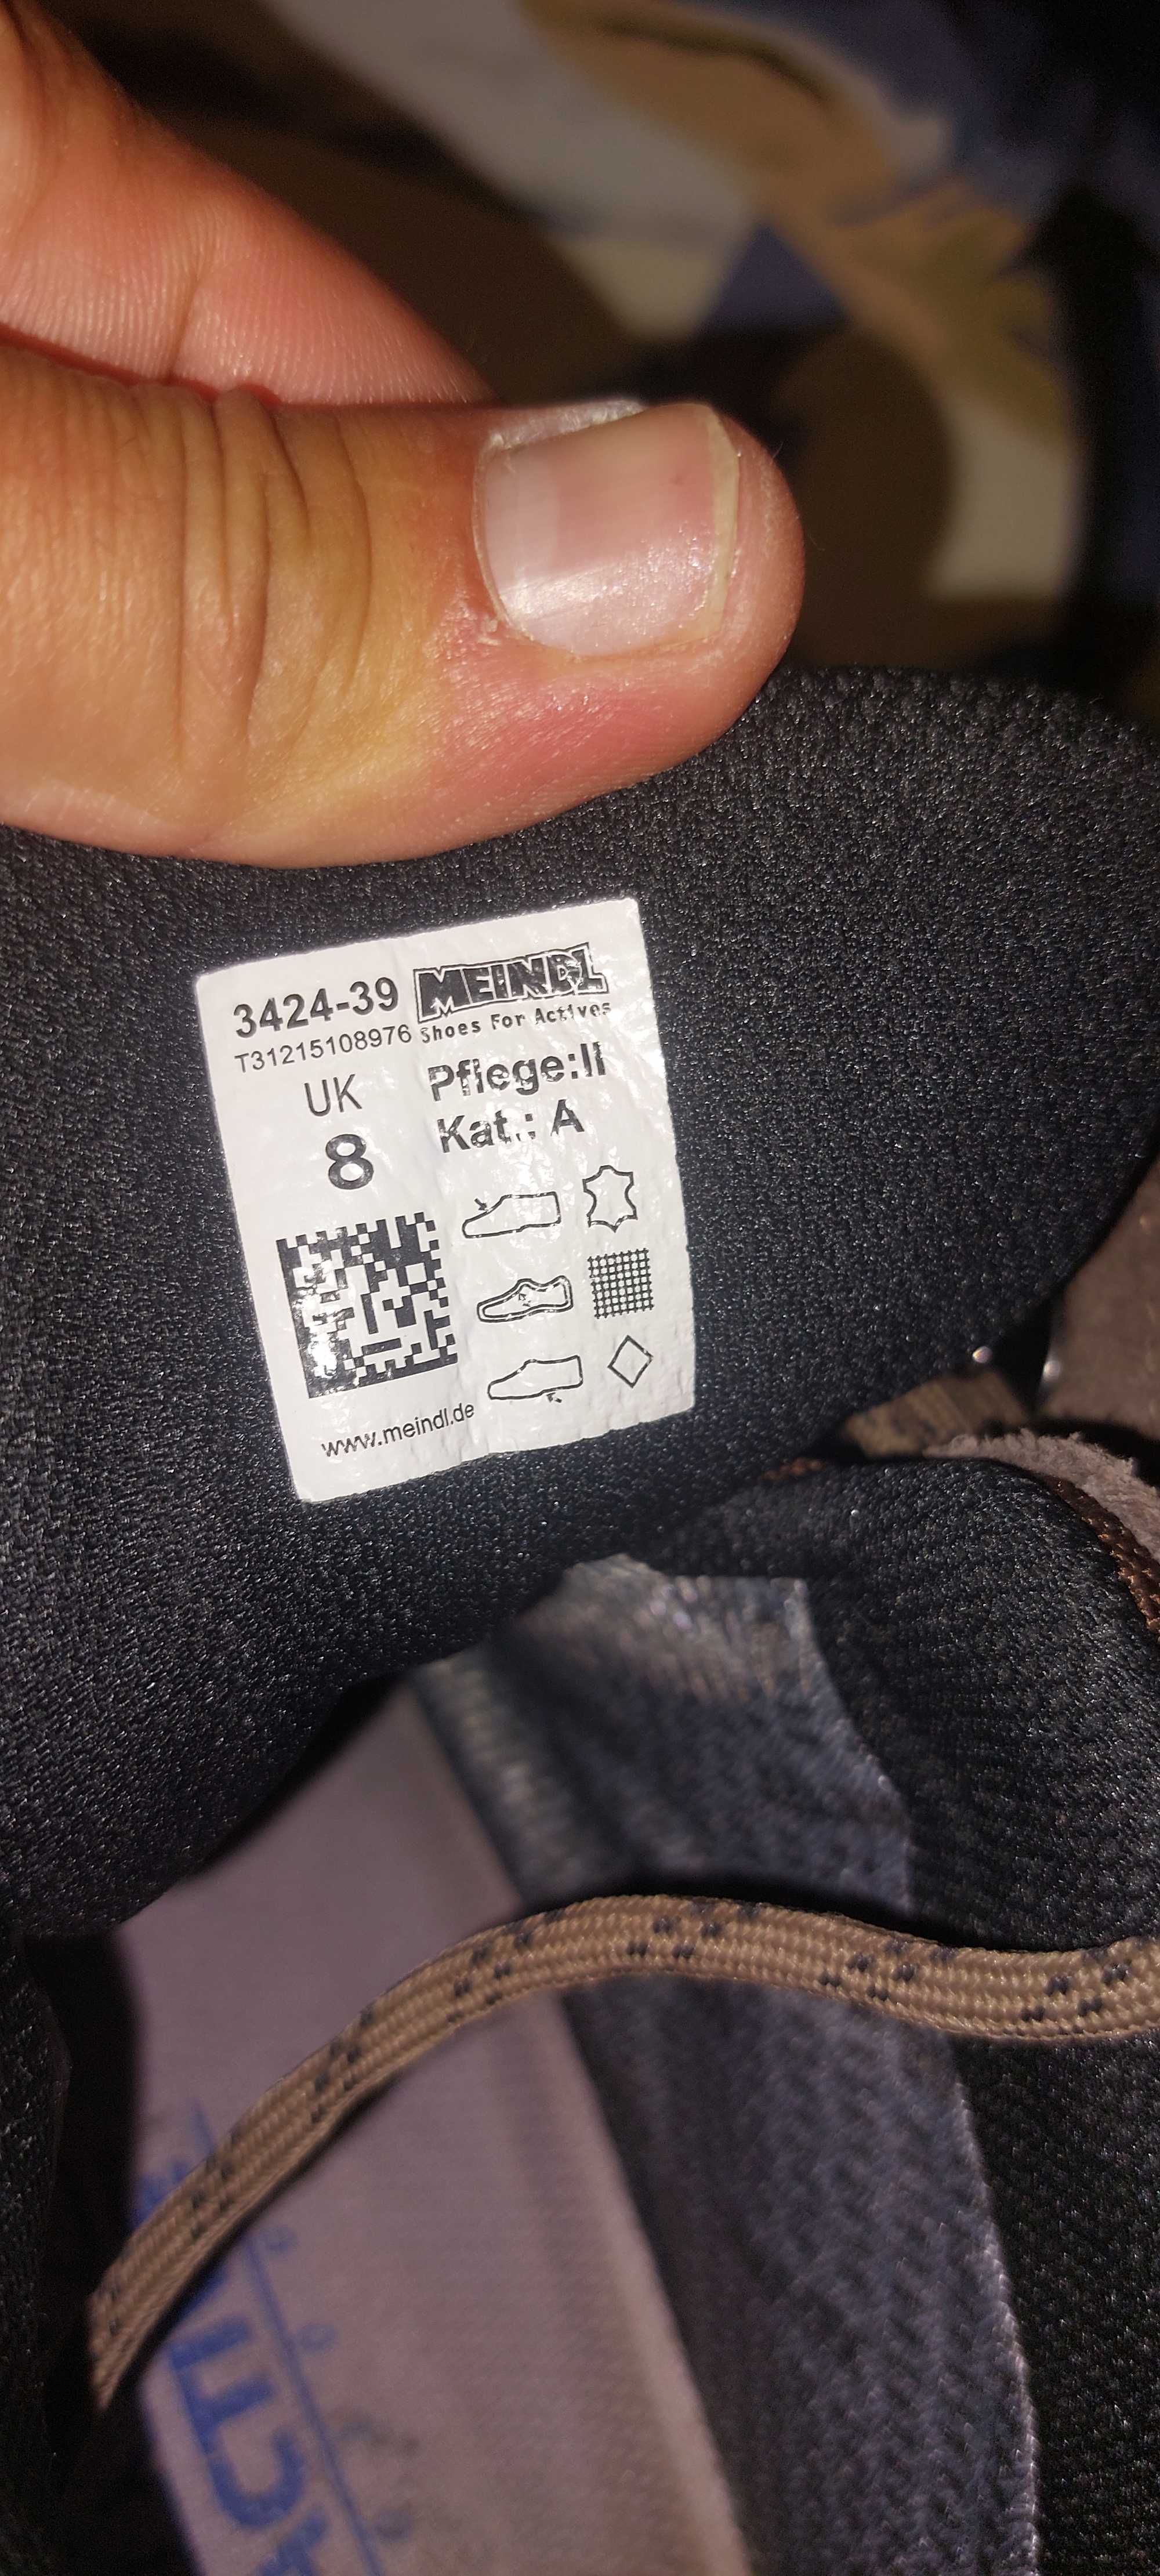 3424-39 MEINDL
T31215108976 Shoes For Actives
UK Pflege:II
8 Kat.: A
www.meindl.de